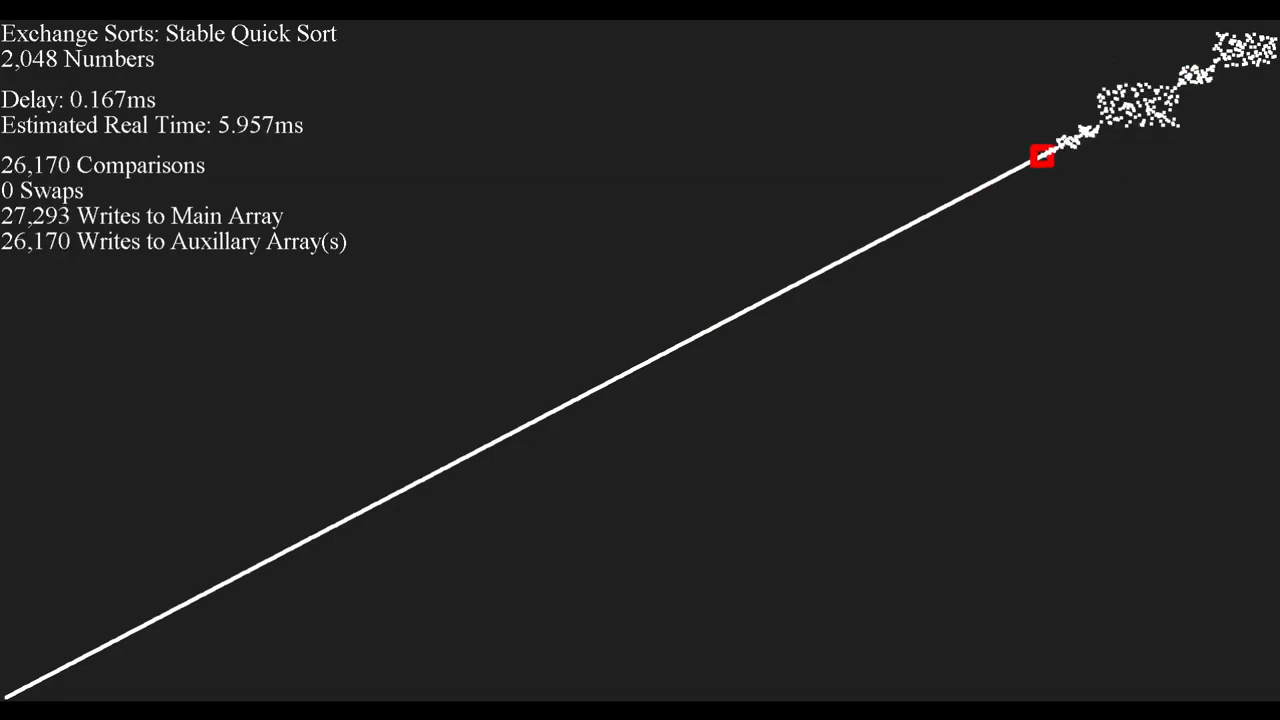 Exchange Sorts: Stable Quick Sort
2,048 Numbers
Delay: 0.167ms
Estimated Real Time: 5.957ms
26,170 Comparisons
0 Swaps
27,293 Writes to Main Array
26,170 Writes to Auxillary Array(s)